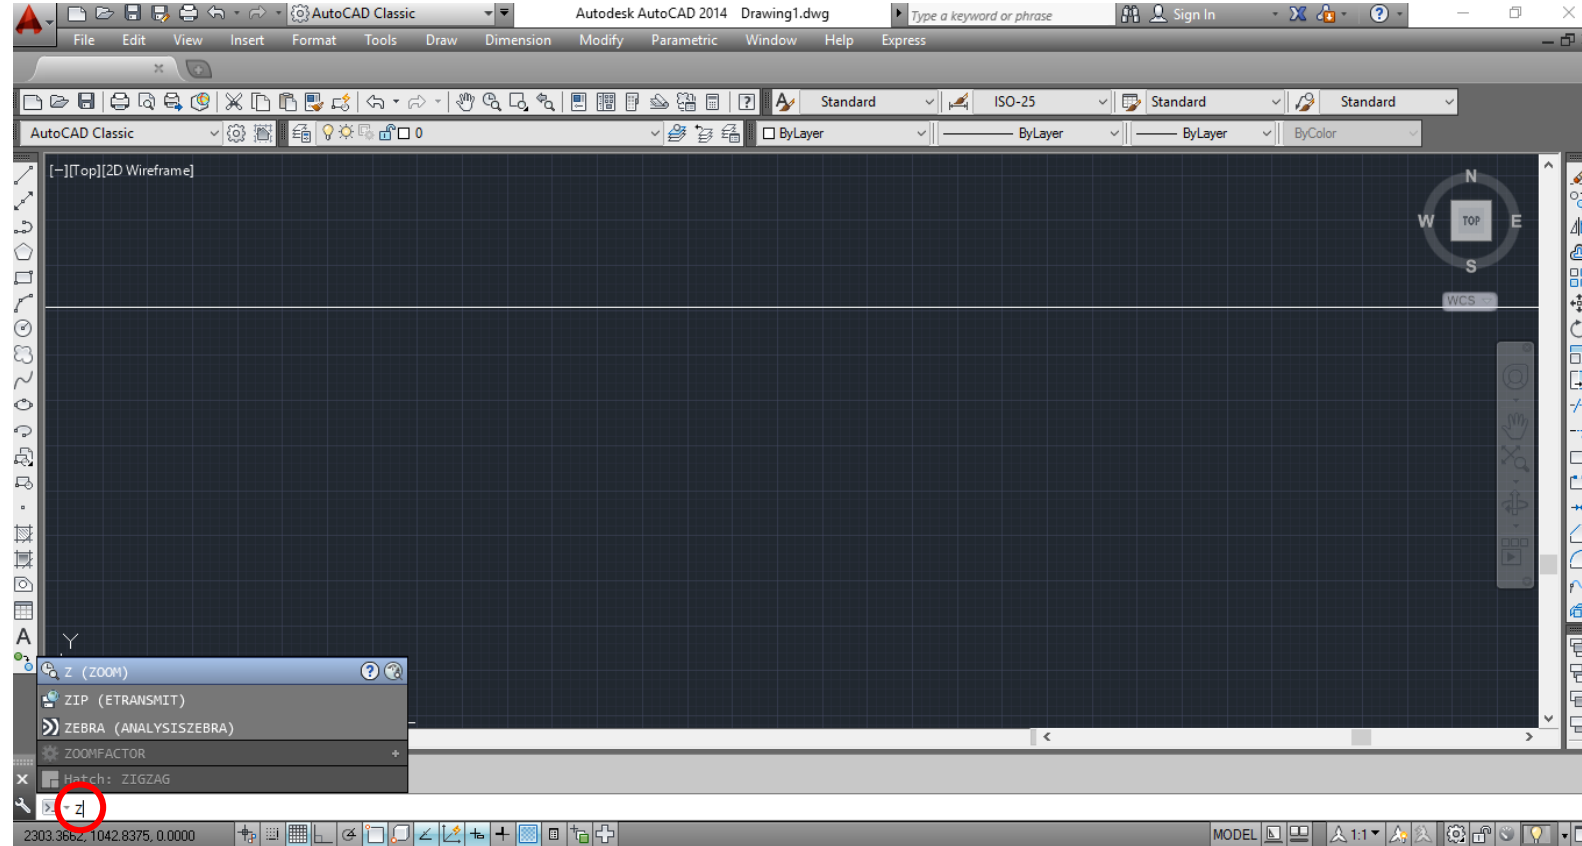 AutoCAD Classic
Autodesk AutoCAD 2014 Drawing1.dwg
Type a keyword or phrase
Sign In
File Edit View Insert Format Tools Draw Dimension Modify Parametric Window Help Express
Standard ISO-25 Standard Standard
AutoCAD Classic 0 ByLayer ByLayer ByLayer ByColor
[−][Top][2D Wireframe]
N
W TOP E
S
WCS
Y
Z (ZOOM)
ZIP (ETRANSMIT)
ZEBRA (ANALYSISZEBRA)
ZOOMFACTOR +
Hatch: ZIGZAG
Z
2303.3662, 1042.8375, 0.0000 MODEL 1:1